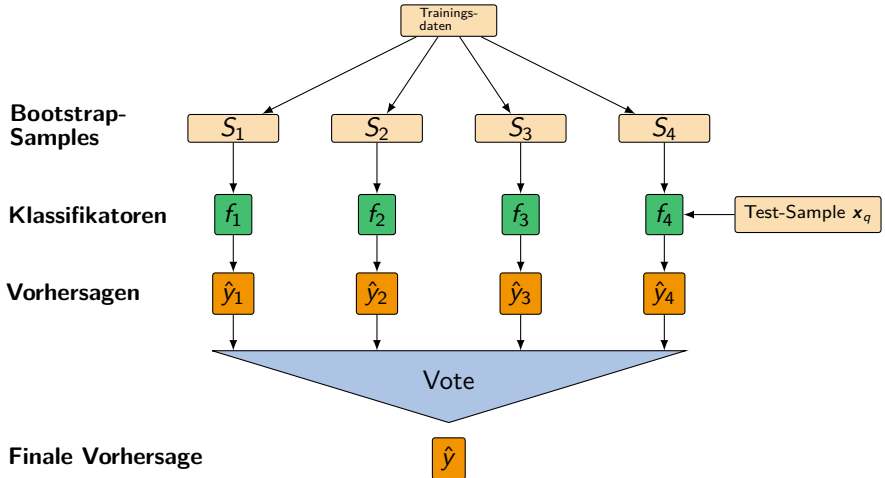 Trainings-
daten
Bootstrap-
Samples
S₁ S₂ S₃ S₄
Klassifikatoren f₁ f₂ f₃ f₄ Test-Sample x_q
Vorhersagen ŷ₁ ŷ₂ ŷ₃ ŷ₄
Vote
Finale Vorhersage ŷ